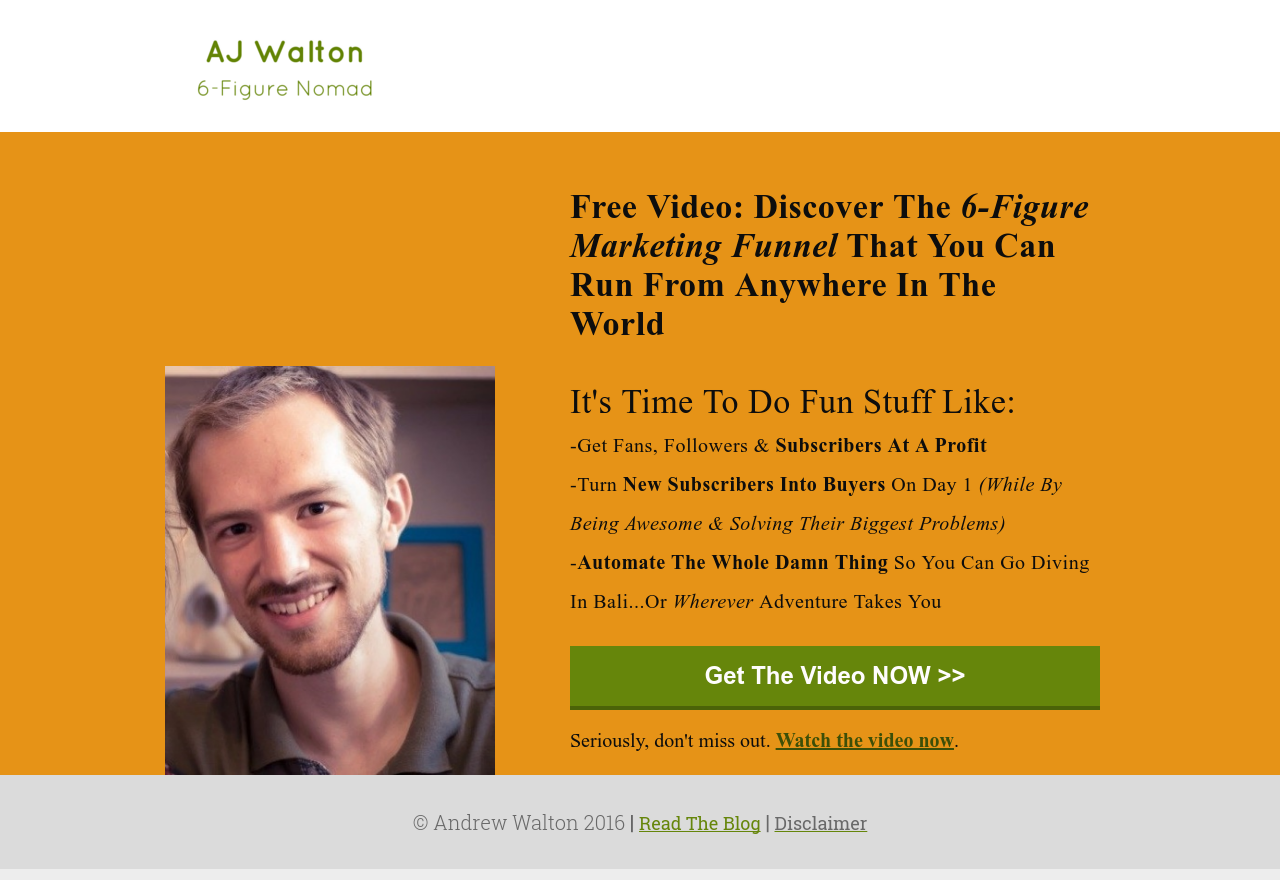 AJ Walton
6-Figure Nomad
Free Video: Discover The 6-Figure
Marketing Funnel That You Can
Run From Anywhere In The
World
It's Time To Do Fun Stuff Like:
-Get Fans, Followers & Subscribers At A Profit
-Turn New Subscribers Into Buyers On Day 1 (While By
Being Awesome & Solving Their Biggest Problems)
-Automate The Whole Damn Thing So You Can Go Diving
In Bali...Or Wherever Adventure Takes You
Get The Video NOW >>
Seriously, don't miss out. Watch the video now.
© Andrew Walton 2016 | Read The Blog | Disclaimer